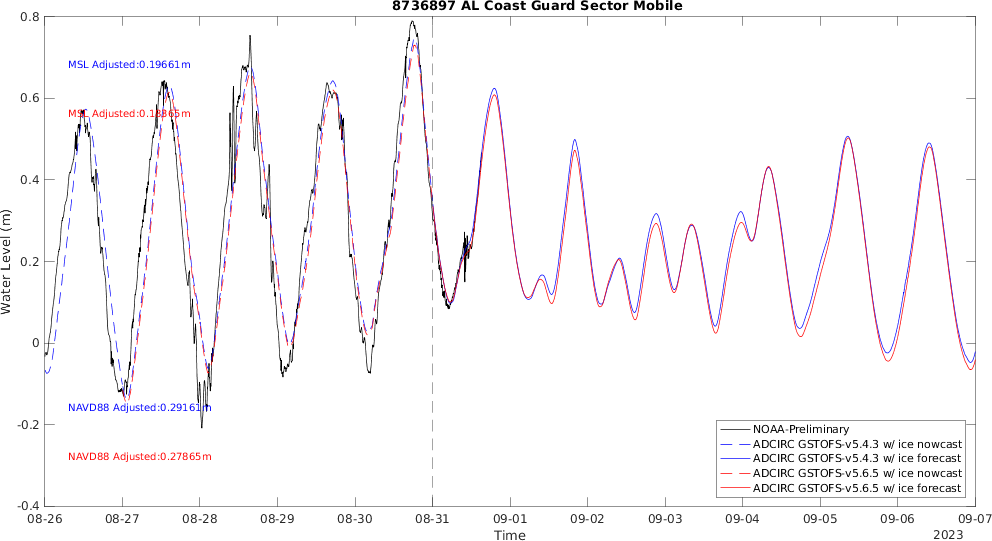 8736897 AL Coast Guard Sector Mobile
0.8
0.6
0.4
0.2
0
-0.2
-0.4
Water Level (m)
MSL Adjusted:0.19661m
MSL Adjusted:0.18365m
NAVD88 Adjusted:0.29161m
NAVD88 Adjusted:0.27865m
NOAA-Preliminary
ADCIRC GSTOFS-v5.4.3 w/ ice nowcast
ADCIRC GSTOFS-v5.4.3 w/ ice forecast
ADCIRC GSTOFS-v5.6.5 w/ ice nowcast
ADCIRC GSTOFS-v5.6.5 w/ ice forecast
08-26 08-27 08-28 08-29 08-30 08-31 09-01 09-02 09-03 09-04 09-05 09-06 09-07
Time
2023